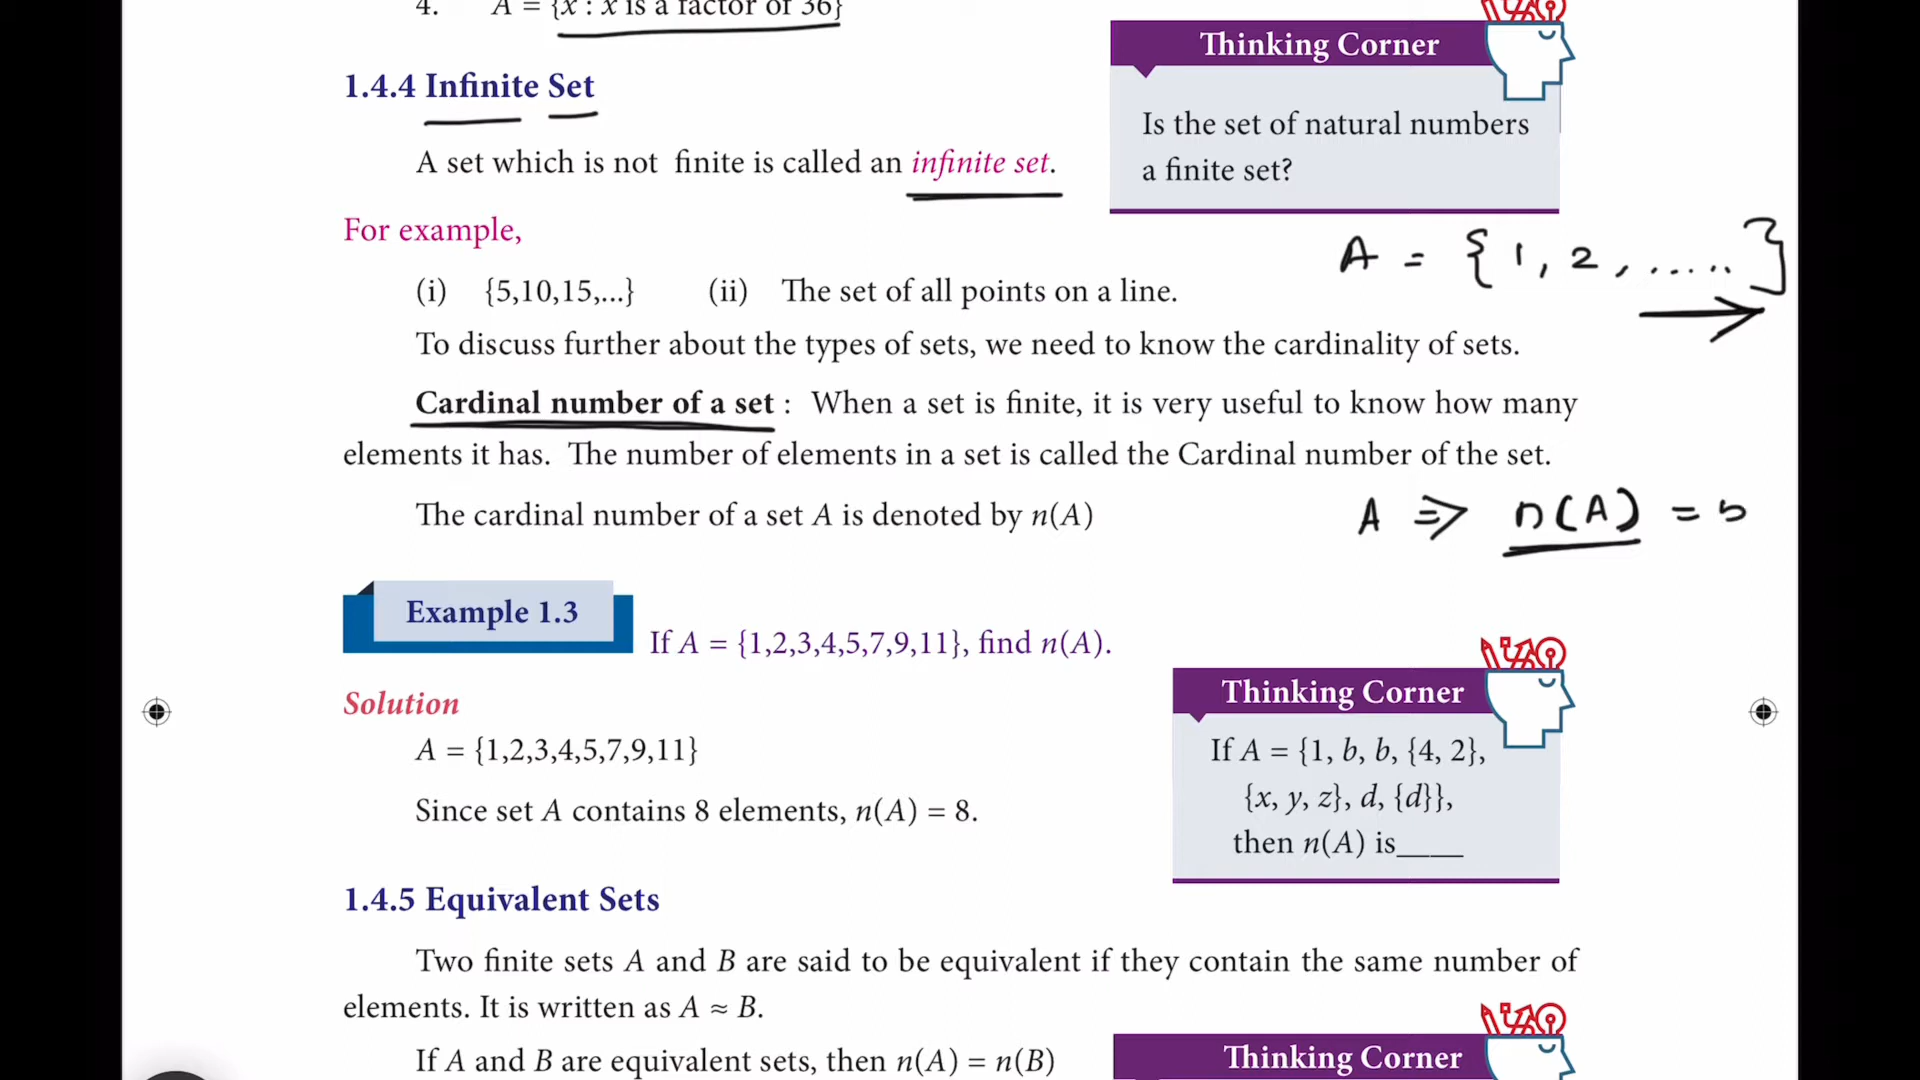 4. A = {x : x is a factor of 36}
Thinking Corner
1.4.4 Infinite Set
Is the set of natural numbers
a finite set?
A set which is not finite is called an infinite set.
For example,
A = {1, 2, .....}
(i) {5,10,15,...} (ii) The set of all points on a line.
To discuss further about the types of sets, we need to know the cardinality of sets.
Cardinal number of a set : When a set is finite, it is very useful to know how many
elements it has. The number of elements in a set is called the Cardinal number of the set.
The cardinal number of a set A is denoted by n(A)
A ⇒ n(A) =
Example 1.3
If A = {1,2,3,4,5,7,9,11}, find n(A).
Solution
A = {1,2,3,4,5,7,9,11}
Since set A contains 8 elements, n(A) = 8.
Thinking Corner
If A = {1, b, b, {4, 2},
{x, y, z}, d, {d}},
then n(A) is____
1.4.5 Equivalent Sets
Two finite sets A and B are said to be equivalent if they contain the same number of
elements. It is written as A ≈ B.
If A and B are equivalent sets, then n(A) = n(B)
Thinking Corner